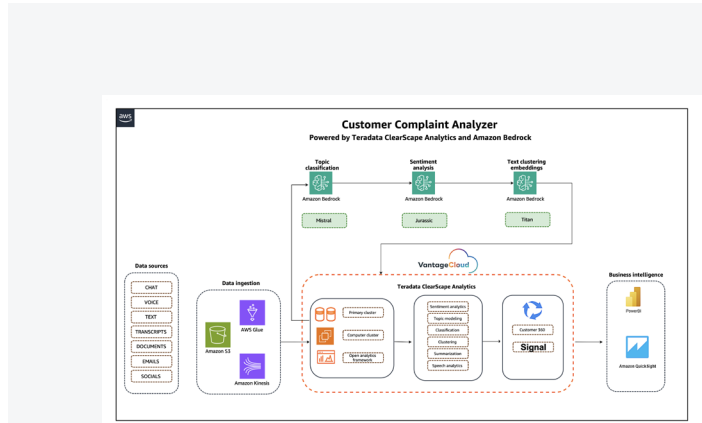 aws
Customer Complaint Analyzer
Powered by Teradata ClearScape Analytics and Amazon Bedrock
Topic
classification
Sentiment
analysis
Text clustering
embeddings
Amazon Bedrock
Amazon Bedrock
Amazon Bedrock
Mistral
Jurassic
Titan
VantageCloud
Data sources
CHAT
VOICE
TEXT
TRANSCRIPTS
DOCUMENTS
EMAILS
SOCIALS
Data ingestion
Amazon S3
AWS Glue
Amazon Kinesis
Teradata ClearScape Analytics
Primary cluster
Computer cluster
Open analytics
framework
Sentiment analytics
Topic modeling
Classification
Clustering
Summarization
Speech analytics
Customer 360
Signal
Business intelligence
PowerBI
Amazon QuickSight